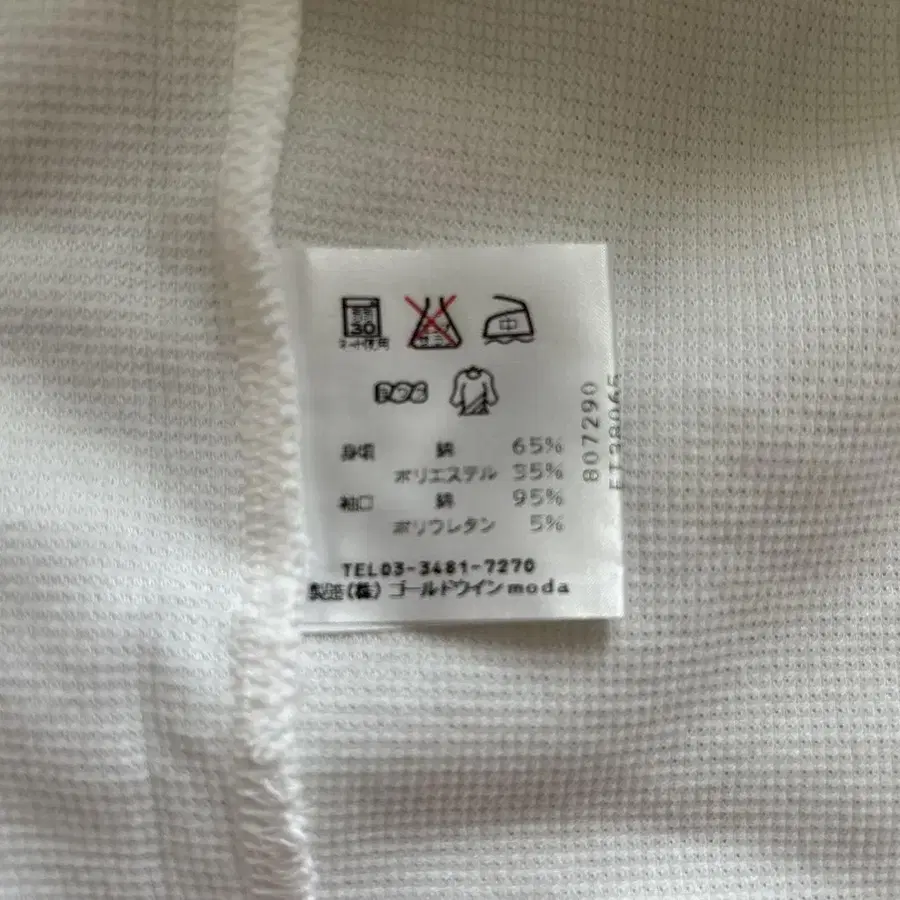 30
ネット使用
中
身頃 綿 65%
ポリエステル 35%
袖口 綿 95%
ポリウレタン 5%
TEL03-3481-7270
製造(株)ゴールドウインmoda
807290